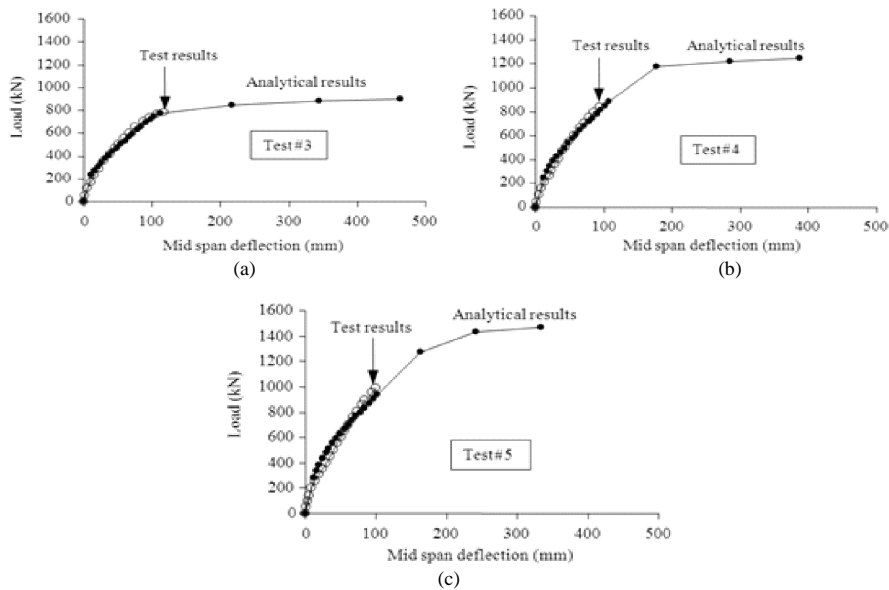 1600
1400
1200
1000
800
600
400
200
0
Load (kN)
Test results
Analytical results
Test#3
0 100 200 300 400 500
Mid span deflection (mm)
(a)
1600
1400
1200
1000
800
600
400
200
0
Load (kN)
Test results
Analytical results
Test#4
0 100 200 300 400 500
Mid span deflection (mm)
(b)
1600
1400
1200
1000
800
600
400
200
0
Load (kN)
Test results
Analytical results
Test#5
0 100 200 300 400 500
Mid span deflection (mm)
(c)